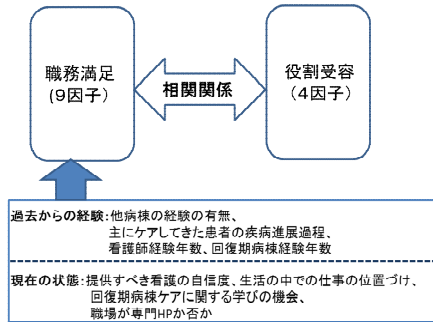 職務満足
(9因子)
相関関係
役割受容
(4因子)
過去からの経験:他病棟の経験の有無、
主にケアしてきた患者の疾病進展過程、
看護師経験年数、回復期病棟経験年数
現在の状態:提供すべき看護の自信度、生活の中での仕事の位置づけ、
回復期病棟ケアに関する学びの機会、
職場が専門HPか否か